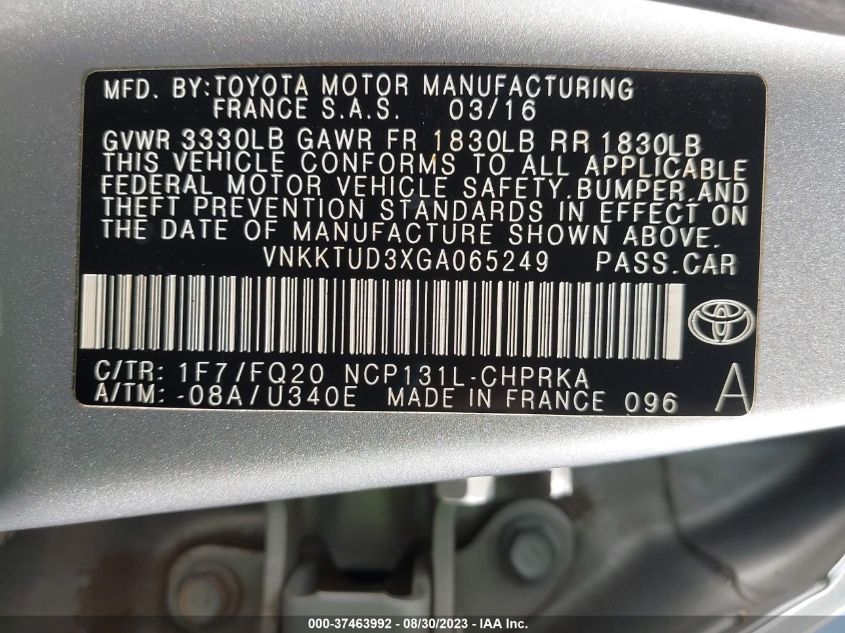 MFD. BY: TOYOTA MOTOR MANUFACTURING
FRANCE S.A.S. 03/16
GVWR 3330LB GAWR FR 1830LB RR 1830LB
THIS VEHICLE CONFORMS TO ALL APPLICABLE
FEDERAL MOTOR VEHICLE SAFETY, BUMPER, AND
THEFT PREVENTION STANDARDS IN EFFECT ON
THE DATE OF MANUFACTURE SHOWN ABOVE.
VNKKTUD3XGA065249 PASS.CAR
C/TR: 1F7/FQ20 NCP131L-CHPRKA
A/TM: -08A/U340E MADE IN FRANCE 096 A
000-37463992 - 08/30/2023 - IAA Inc.